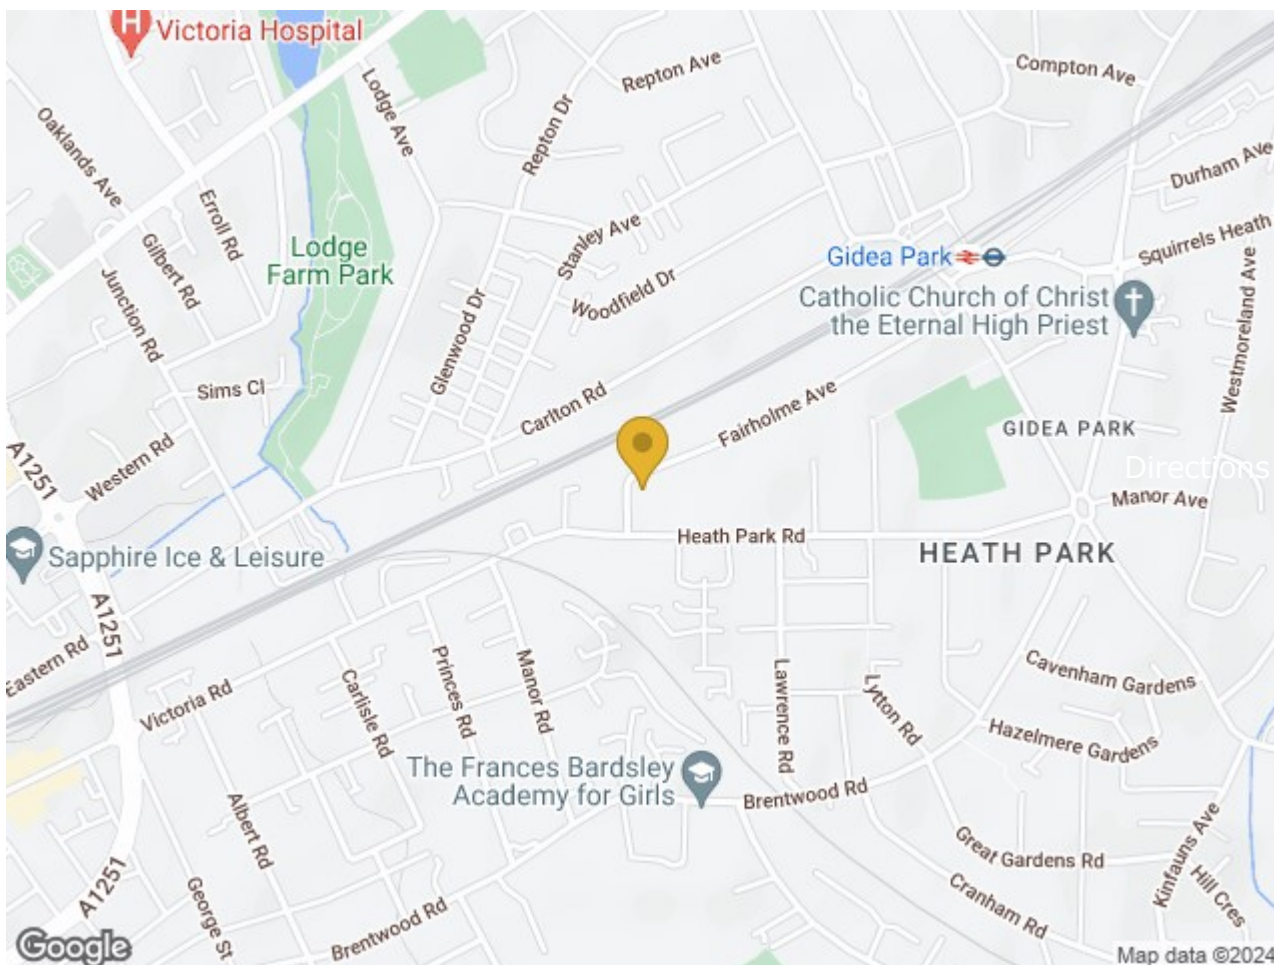 Victoria Hospital
Compton Ave
Repton Ave
Lodge Ave
Repton Dr
Oaklands Ave
Durham Ave
Erroll Rd
Stanley Ave
Squirrels Heath
Gilbert Rd
Lodge
Farm Park
Gidea Park
Junction Rd
Woodfield Dr
Catholic Church of Christ
the Eternal High Priest
Westmoreland Ave
Glenwood Dr
Sims Cl
Carlton Rd
Fairholme Ave
GIDEA PARK
A1251
Western Rd
Directions
Manor Ave
Heath Park Rd
HEATH PARK
Sapphire Ice & Leisure
A1251
Eastern Rd
Victoria Rd
Carlisle Rd
Princes Rd
Manor Rd
Lawrence Rd
Lytton Rd
Cavenham Gardens
Hazelmere Gardens
The Frances Bardsley
Academy for Girls
Brentwood Rd
Albert Rd
Great Gardens Rd
Kinfauns Ave
Hill Cres
A1251
George St
Brentwood Rd
Cranham Rd
Google
Map data ©2024
H